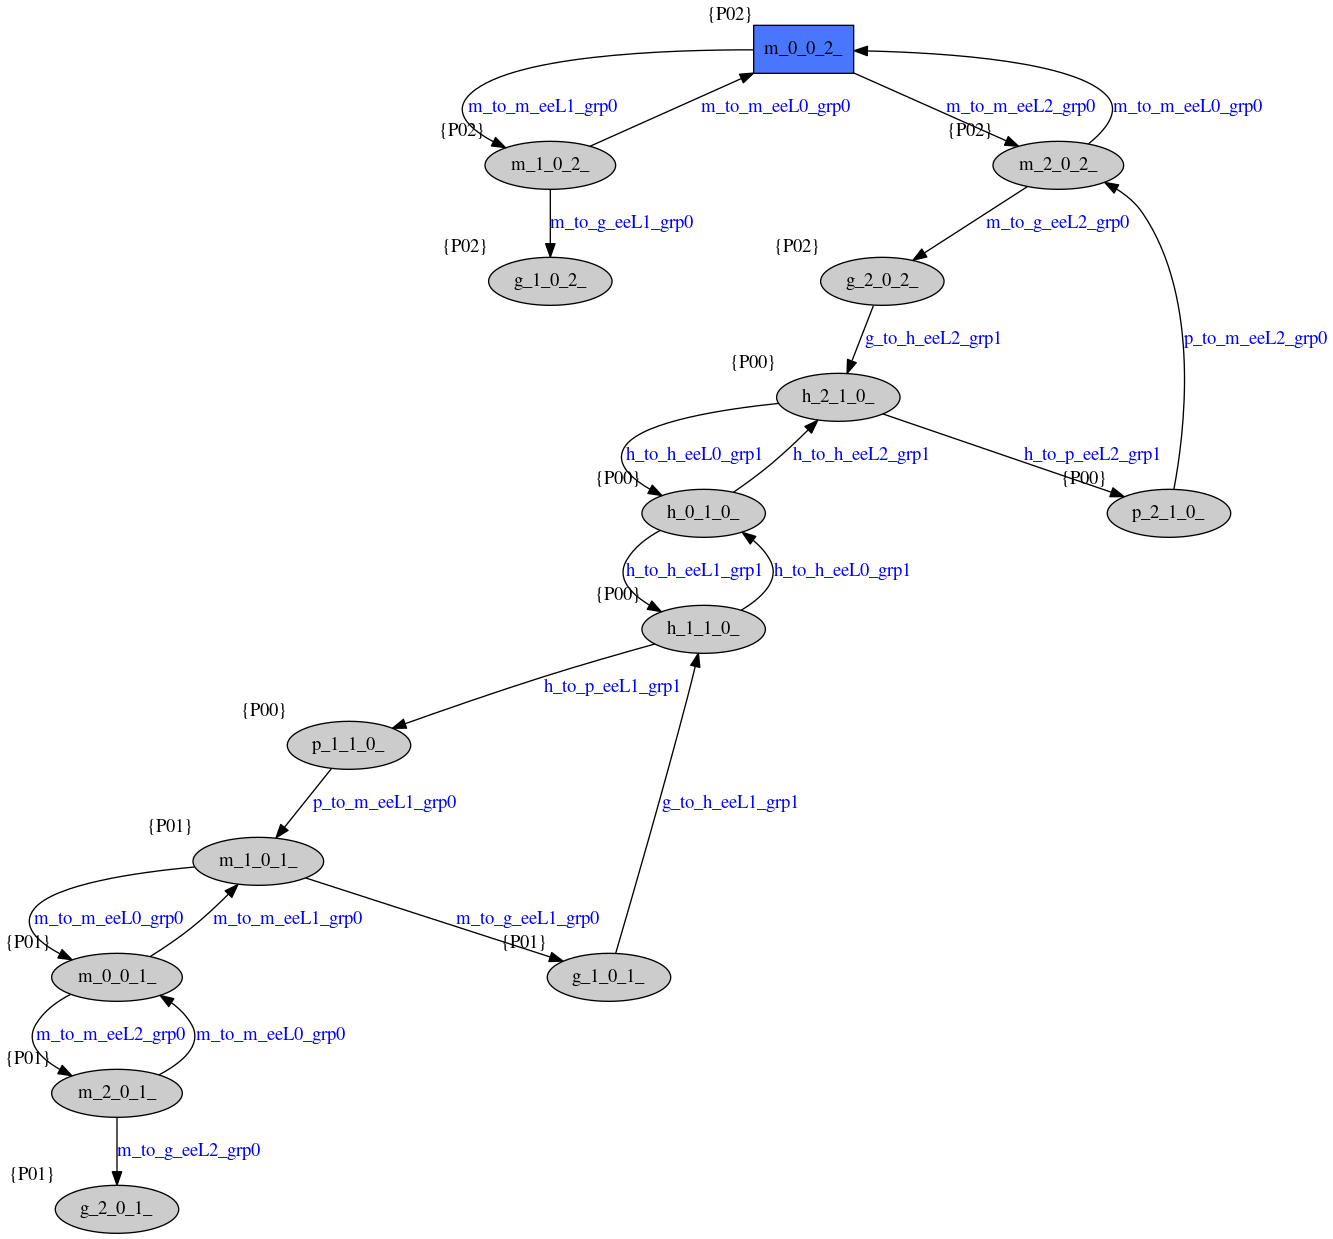 {P02}
m_0_0_2_
m_to_m_eeL1_grp0
m_to_m_eeL0_grp0
m_to_m_eeL2_grp0
m_to_m_eeL0_grp0
{P02}
{P02}
m_1_0_2_
m_2_0_2_
m_to_g_eeL1_grp0
m_to_g_eeL2_grp0
{P02}
{P02}
g_1_0_2_
g_2_0_2_
g_to_h_eeL2_grp1
p_to_m_eeL2_grp0
{P00}
h_2_1_0_
h_to_h_eeL0_grp1
h_to_h_eeL2_grp1
h_to_p_eeL2_grp1
{P00}
{P00}
h_0_1_0_
p_2_1_0_
h_to_h_eeL1_grp1
h_to_h_eeL0_grp1
{P00}
h_1_1_0_
h_to_p_eeL1_grp1
{P00}
p_1_1_0_
p_to_m_eeL1_grp0
g_to_h_eeL1_grp1
{P01}
m_1_0_1_
m_to_m_eeL0_grp0
m_to_m_eeL1_grp0
m_to_g_eeL1_grp0
{P01}
{P01}
m_0_0_1_
g_1_0_1_
m_to_m_eeL2_grp0
m_to_m_eeL0_grp0
{P01}
m_2_0_1_
m_to_g_eeL2_grp0
{P01}
g_2_0_1_